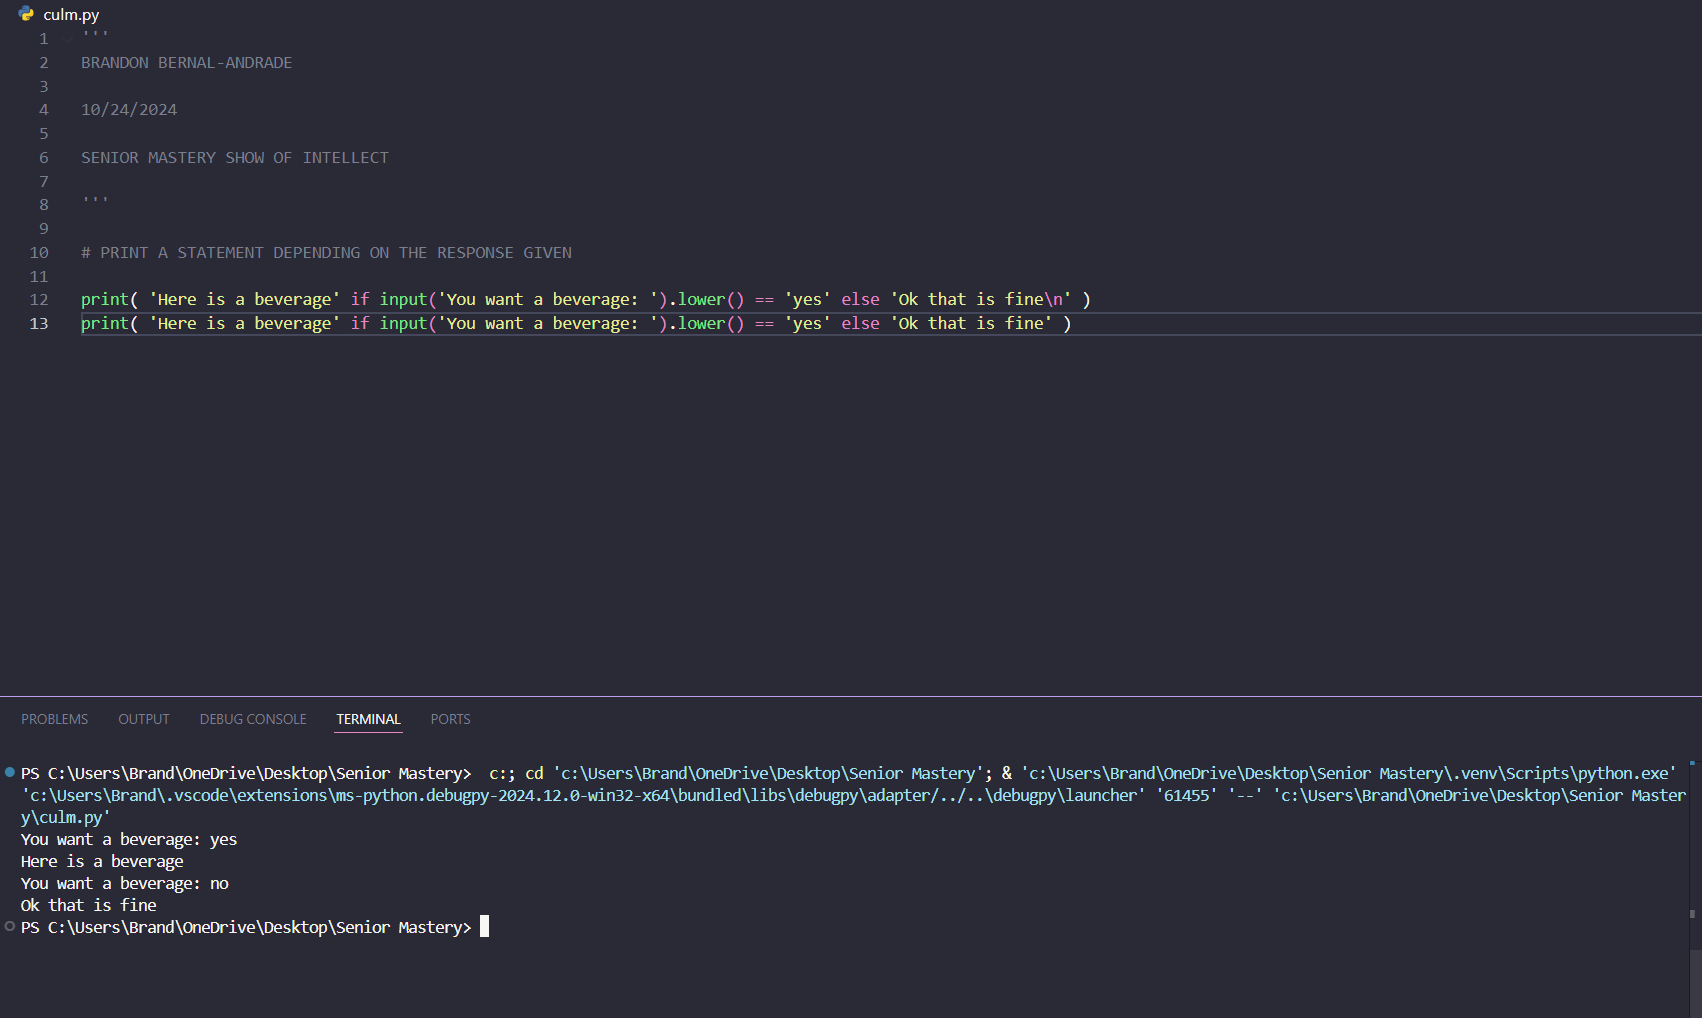 culm.py
1 '''
2 BRANDON BERNAL-ANDRADE
3
4 10/24/2024
5
6 SENIOR MASTERY SHOW OF INTELLECT
7
8 '''
9
10 # PRINT A STATEMENT DEPENDING ON THE RESPONSE GIVEN
11
12 print( 'Here is a beverage' if input('You want a beverage: ').lower() == 'yes' else 'Ok that is fine\n' )
13 print( 'Here is a beverage' if input('You want a beverage: ').lower() == 'yes' else 'Ok that is fine' )
PROBLEMS OUTPUT DEBUG CONSOLE TERMINAL PORTS
PS C:\Users\Brand\OneDrive\Desktop\Senior Mastery>  c:; cd 'c:\Users\Brand\OneDrive\Desktop\Senior Mastery'; & 'c:\Users\Brand\OneDrive\Desktop\Senior Mastery\.venv\Scripts\python.exe'
'c:\Users\Brand\.vscode\extensions\ms-python.debugpy-2024.12.0-win32-x64\bundled\libs\debugpy\adapter/../..\debugpy\launcher' '61455' '--' 'c:\Users\Brand\OneDrive\Desktop\Senior Master
y\culm.py'
You want a beverage: yes
Here is a beverage
You want a beverage: no
Ok that is fine
PS C:\Users\Brand\OneDrive\Desktop\Senior Mastery>